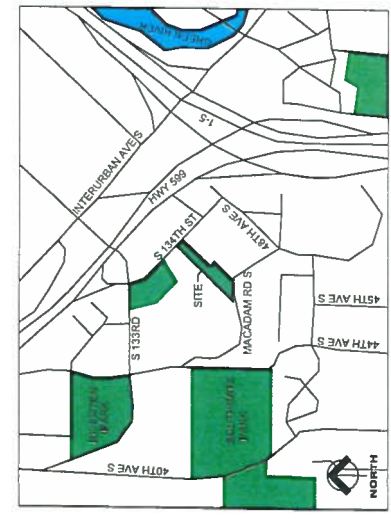 GREEN RIVER
INTERURBAN AVE S
I-5
HWY 599
S 134TH ST
48TH AVE S
S 133RD
SITE
MACADAM RD S
45TH AVE S
44TH AVE S
PARK
SOUTHGATE
PARK
40TH AVE S
NORTH